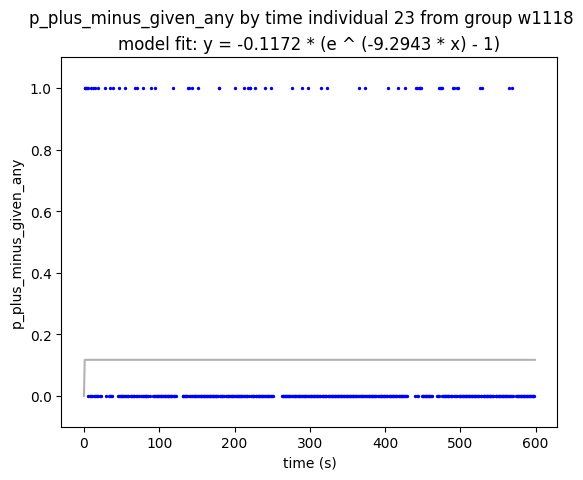 p_plus_minus_given_any by time individual 23 from group w1118
model fit: y = -0.1172 * (e ^ (-9.2943 * x) - 1)
1.0
0.8
0.6
0.4
0.2
0.0
p_plus_minus_given_any
0 100 200 300 400 500 600
time (s)